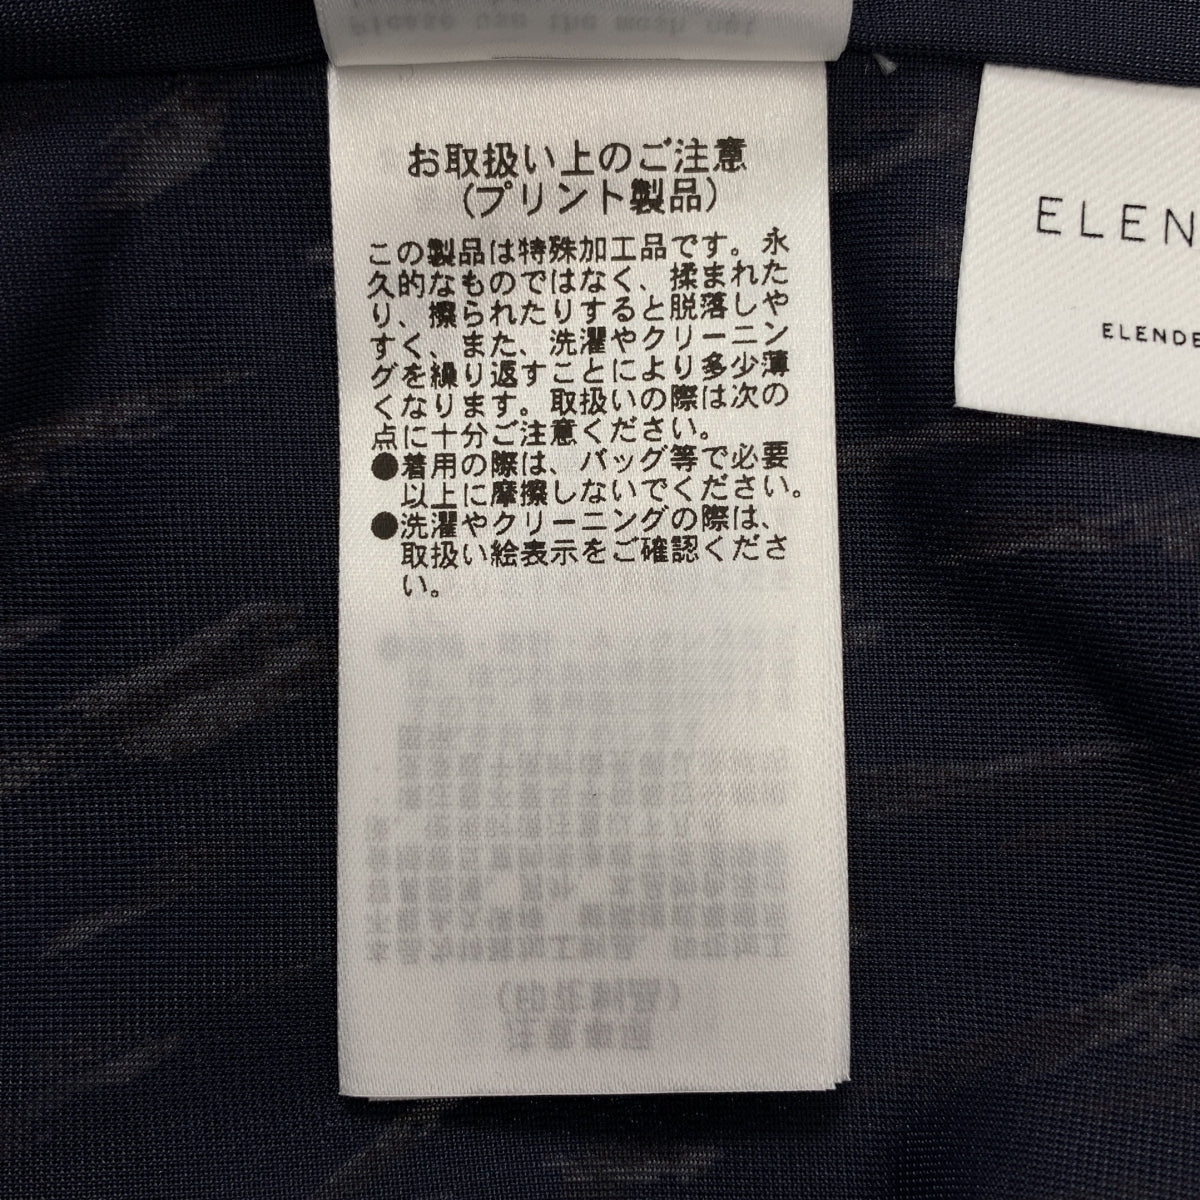 Please use the mesh net
お取扱い上のご注意
(プリント製品)
この製品は特殊加工品です。永
久的なものではなく、揉まれた
り、擦られたりすると脱落しや
すく、また、洗濯やクリーニン
グを繰り返すことにより多少薄
くなります。取扱いの際は次の
点に十分ご注意ください。
●着用の際は、バッグ等で必要
以上に摩擦しないでください。
●洗濯やクリーニングの際は、
取扱い絵表示をご確認くださ
い。
ELEN
ELENDE